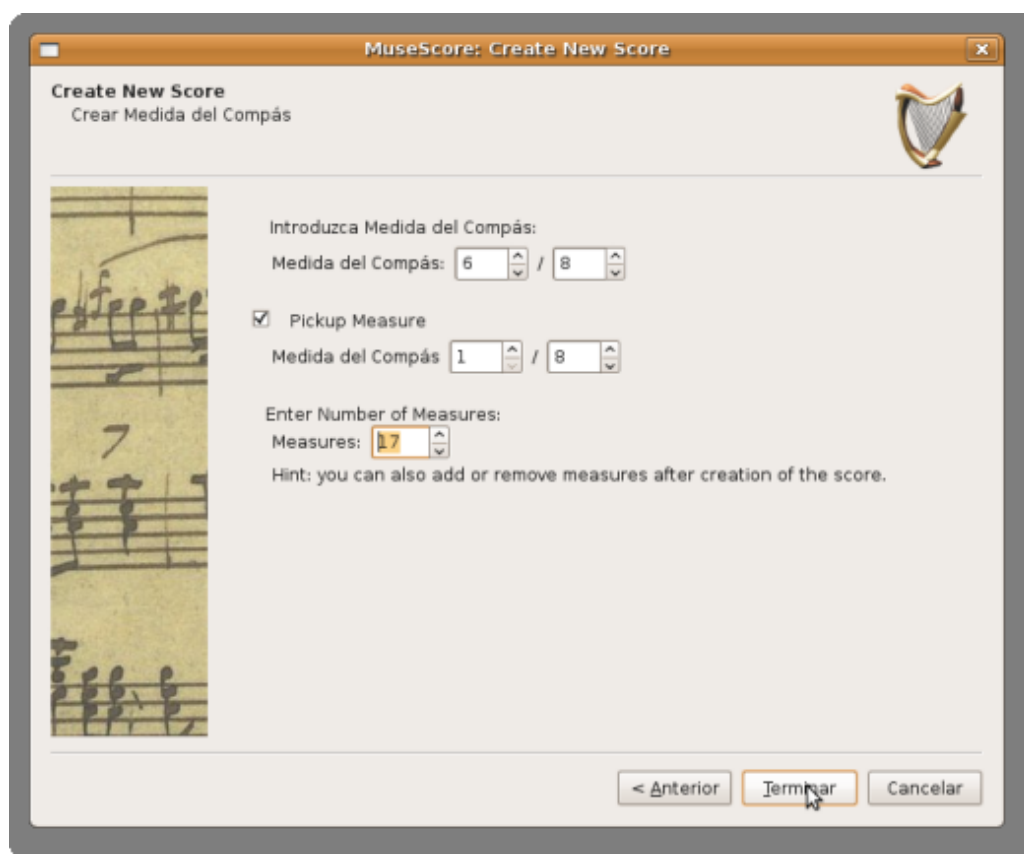 MuseScore: Create New Score
Create New Score
Crear Medida del Compás
Introduzca Medida del Compás:
Medida del Compás: 6 / 8
Pickup Measure
Medida del Compás 1 / 8
Enter Number of Measures:
Measures: 17
Hint: you can also add or remove measures after creation of the score.
7
< Anterior Terminar Cancelar